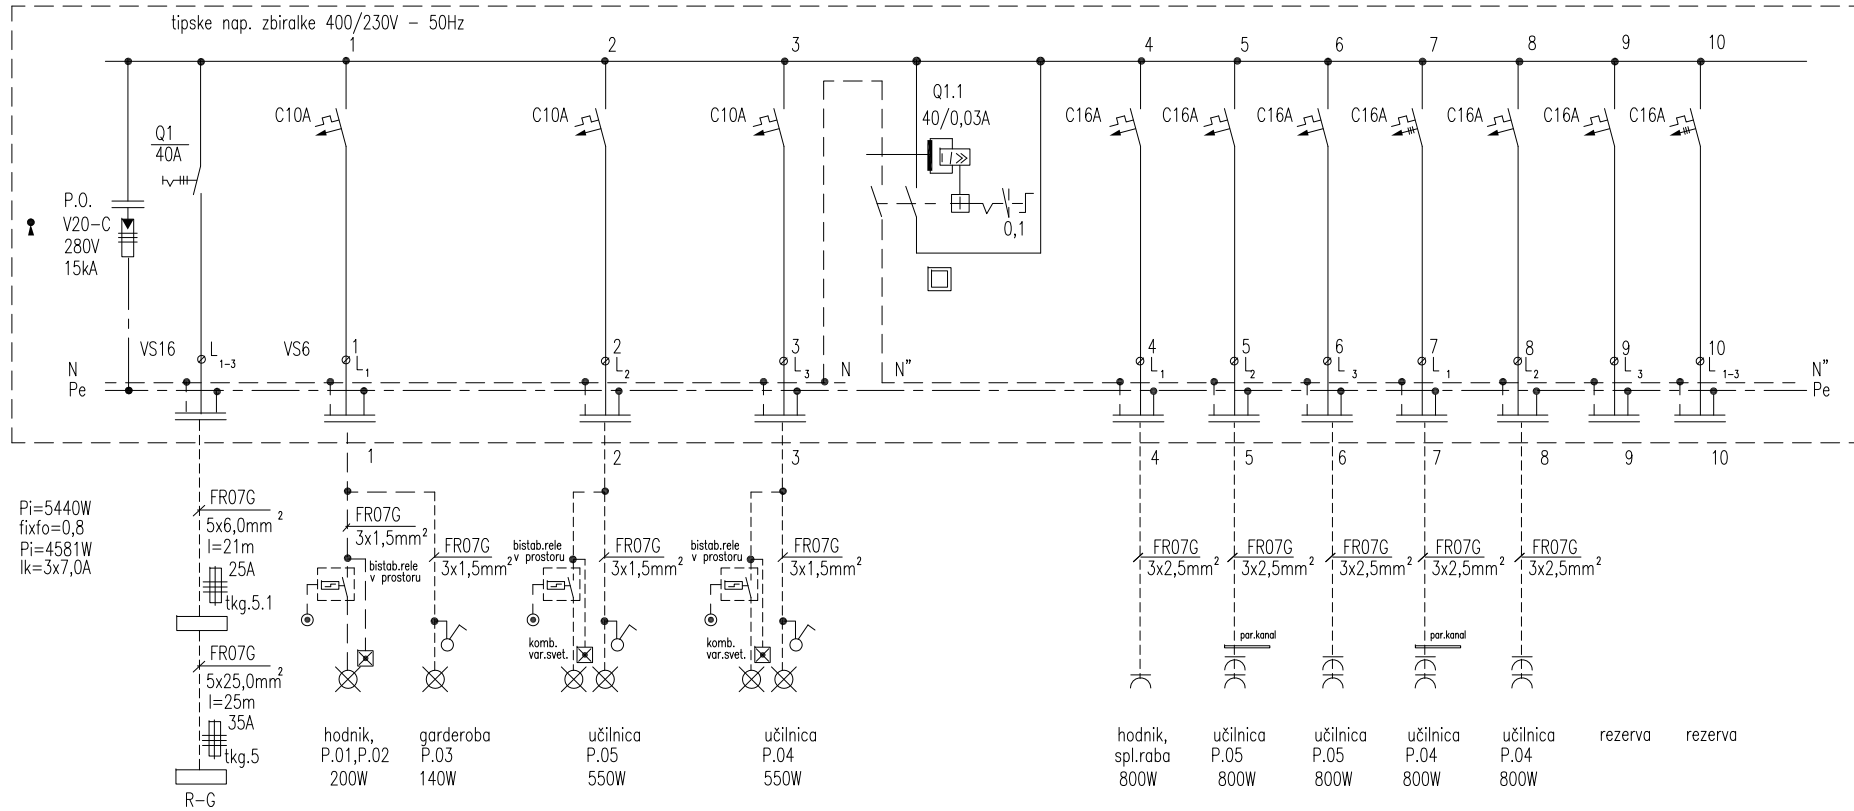 tipske nap. zbiralke 400/230V - 50Hz
1
2
3
4
5
6
7
8
9
10
Q1
40A
C10A
C10A
C10A
Q1.1
40/0,03A
C16A
C16A
C16A
C16A
C16A
C16A
C16A
P.O.
V20-C
280V
15kA
0,1
VS16
L 1-3
VS6
1
L1
2
L2
3
L3
4
L1
5
L2
6
L3
7
L1
8
L2
9
L3
10
L 1-3
N
Pe
N
N"
N"
Pe
1
2
3
4
5
6
7
8
9
10
Pi=5440W
fixfo=0,8
Pi=4581W
Ik=3x7,0A
FR07G
5x6,0mm²
l=21m
25A
tkg.5.1
FR07G
5x25,0mm²
l=25m
35A
tkg.5
R-G
FR07G
3x1,5mm²
bistab.rele
v prostoru
FR07G
3x1,5mm²
bistab.rele
v prostoru
FR07G
3x1,5mm²
komb.
var.svet.
bistab.rele
v prostoru
FR07G
3x1,5mm²
komb.
var.svet.
FR07G
3x2,5mm²
FR07G
3x2,5mm²
par.kanal
FR07G
3x2,5mm²
FR07G
3x2,5mm²
par.kanal
FR07G
3x2,5mm²
hodnik,
P.01,P.02
200W
garderoba
P.03
140W
učilnica
P.05
550W
učilnica
P.04
550W
hodnik,
spl.raba
800W
učilnica
P.05
800W
učilnica
P.05
800W
učilnica
P.04
800W
učilnica
P.04
800W
rezerva
rezerva